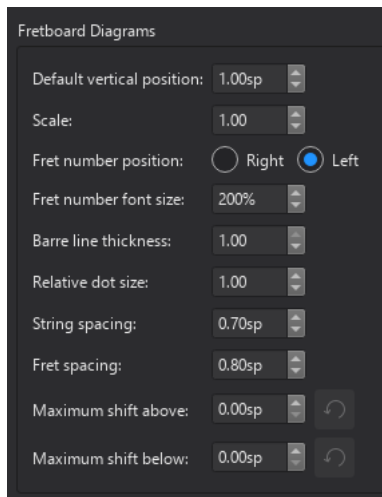 Fretboard Diagrams
Default vertical position: 1.00sp
Scale: 1.00
Fret number position: Right Left
Fret number font size: 200%
Barre line thickness: 1.00
Relative dot size: 1.00
String spacing: 0.70sp
Fret spacing: 0.80sp
Maximum shift above: 0.00sp
Maximum shift below: 0.00sp